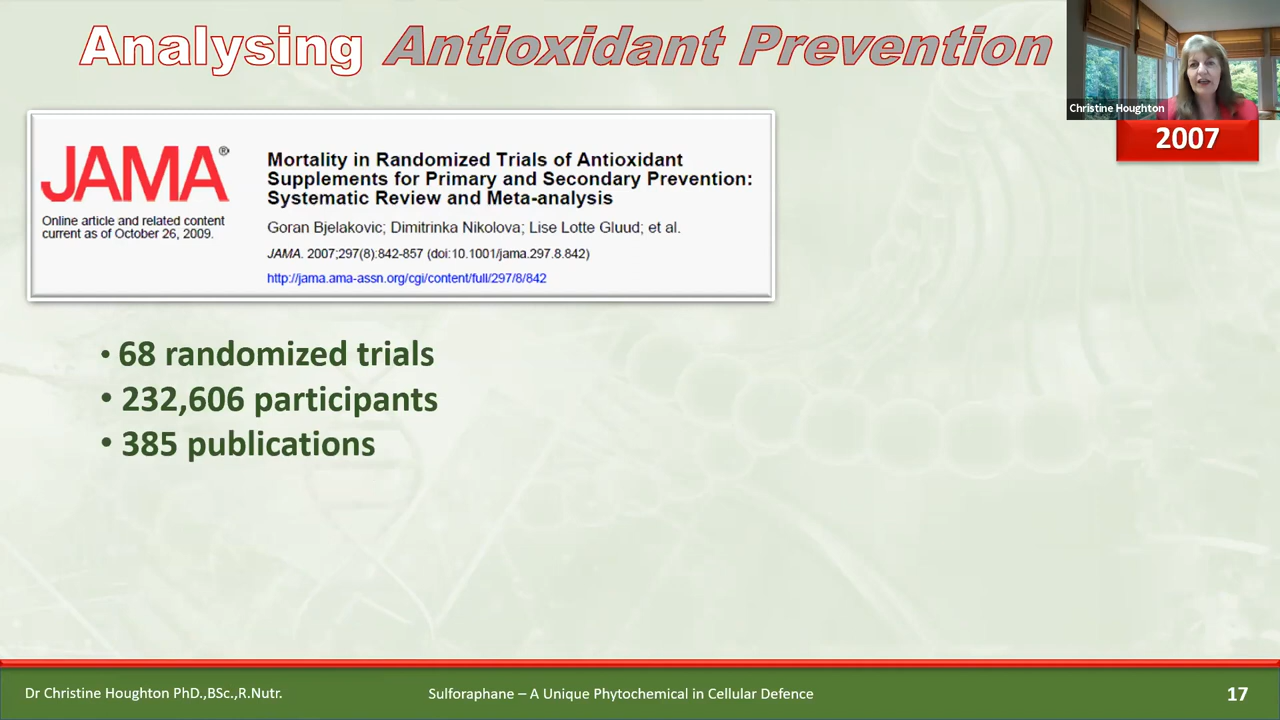 Analysing Antioxidant Prevention
Christine Houghton
2007
JAMA®
Online article and related content
current as of October 26, 2009.
Mortality in Randomized Trials of Antioxidant
Supplements for Primary and Secondary Prevention:
Systematic Review and Meta-analysis
Goran Bjelakovic; Dimitrinka Nikolova; Lise Lotte Gluud; et al.
JAMA. 2007;297(8):842-857 (doi:10.1001/jama.297.8.842)
http://jama.ama-assn.org/cgi/content/full/297/8/842
• 68 randomized trials
• 232,606 participants
• 385 publications
Dr Christine Houghton PhD.,BSc.,R.Nutr.
Sulforaphane – A Unique Phytochemical in Cellular Defence
17